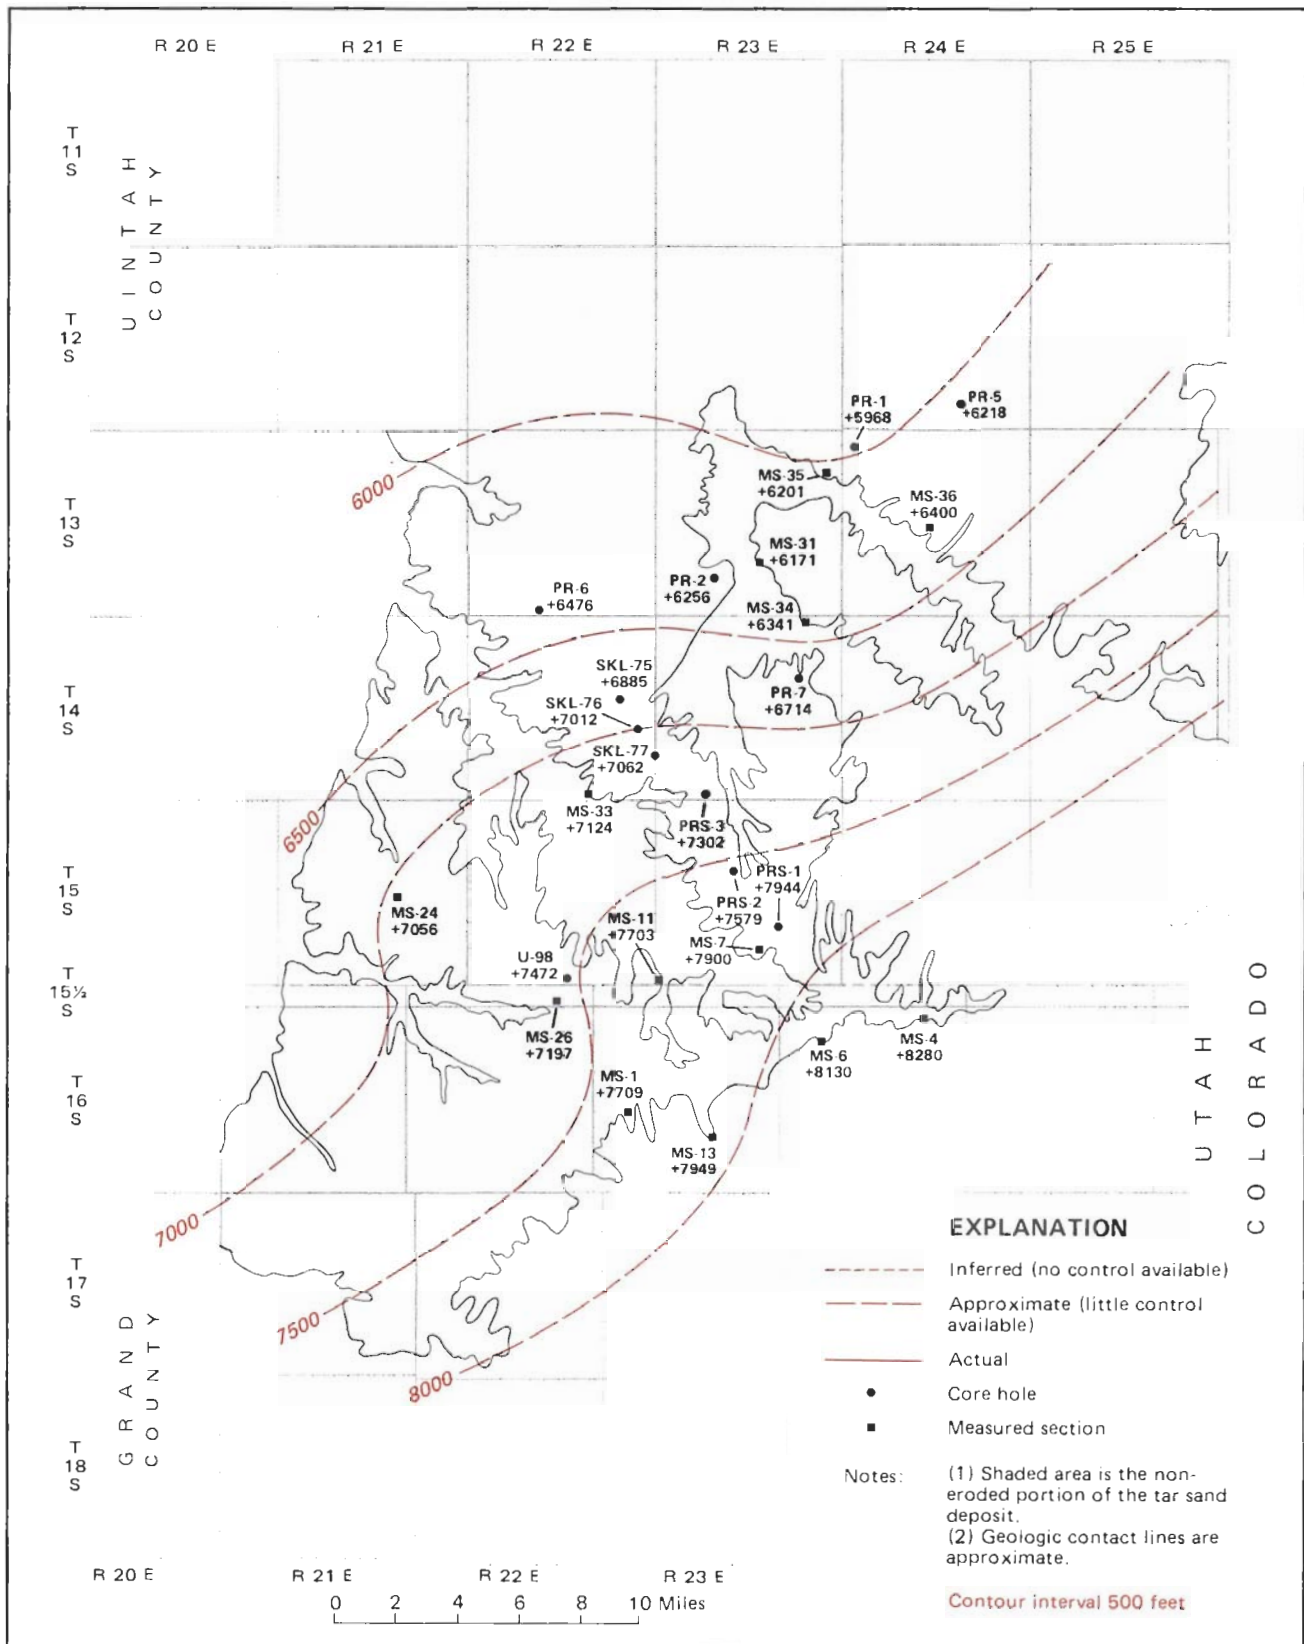 R 20 E R 21 E R 22 E R 23 E R 24 E R 25 E
T
11
S
UINTAH
COUNTY
T
12
S
PR-1
+5968
PR-5
+6218
6000
MS-35
+6201
MS-36
+6400
T
13
S
MS-31
+6171
PR-2
+6256
PR-6
+6476
MS-34
+6341
SKL-75
+6885
PR-7
+6714
T
14
S
SKL-76
+7012
SKL-77
+7062
MS-33
+7124
PRS-3
+7302
6500
T
15
S
PRS-1
+7944
PRS-2
+7579
MS-24
+7056
MS-11
+7703
MS-7
+7900
U-98
+7472
T
15½
S
MS-26
+7197
MS-6
+8130
MS-4
+8280
T
16
S
MS-1
+7709
MS-13
+7949
UTAH
COLORADO
7000
T
17
S
7500
8000
GRAND
COUNTY
T
18
S
EXPLANATION
Inferred (no control available)
Approximate (little control
available)
Actual
Core hole
Measured section
Notes: (1) Shaded area is the non-
eroded portion of the tar sand
deposit.
(2) Geologic contact lines are
approximate.
Contour interval 500 feet
R 20 E R 21 E R 22 E R 23 E
0 2 4 6 8 10 Miles